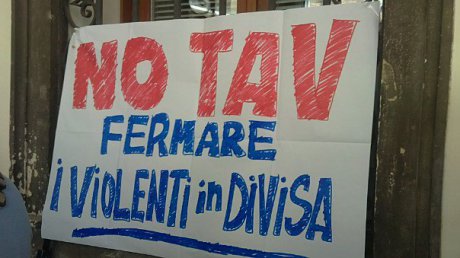 NO TAV
FERMARE
i VIOLENTI in DIVISA